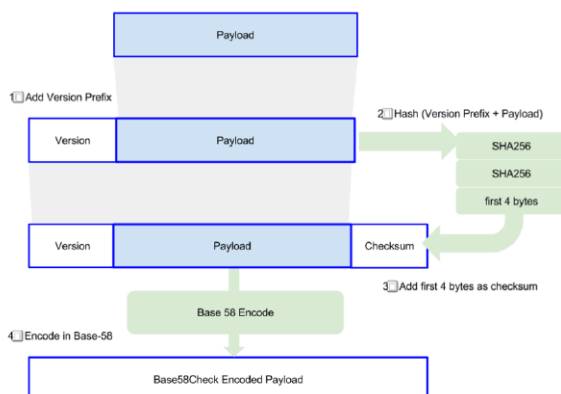 Payload
1 Add Version Prefix
2 Hash (Version Prefix + Payload)
Version
Payload
SHA256
SHA256
first 4 bytes
Version
Payload
Checksum
3 Add first 4 bytes as checksum
Base 58 Encode
4 Encode in Base-58
Base58Check Encoded Payload